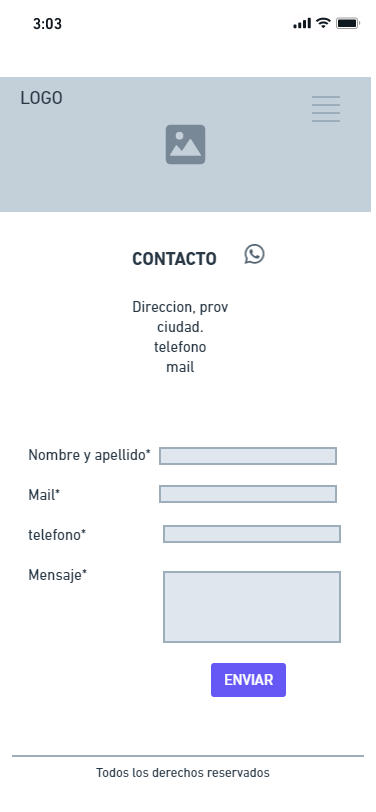 3:03
LOGO
CONTACTO
Direccion, prov
ciudad.
telefono
mail
Nombre y apellido*
Mail*
telefono*
Mensaje*
ENVIAR
Todos los derechos reservados